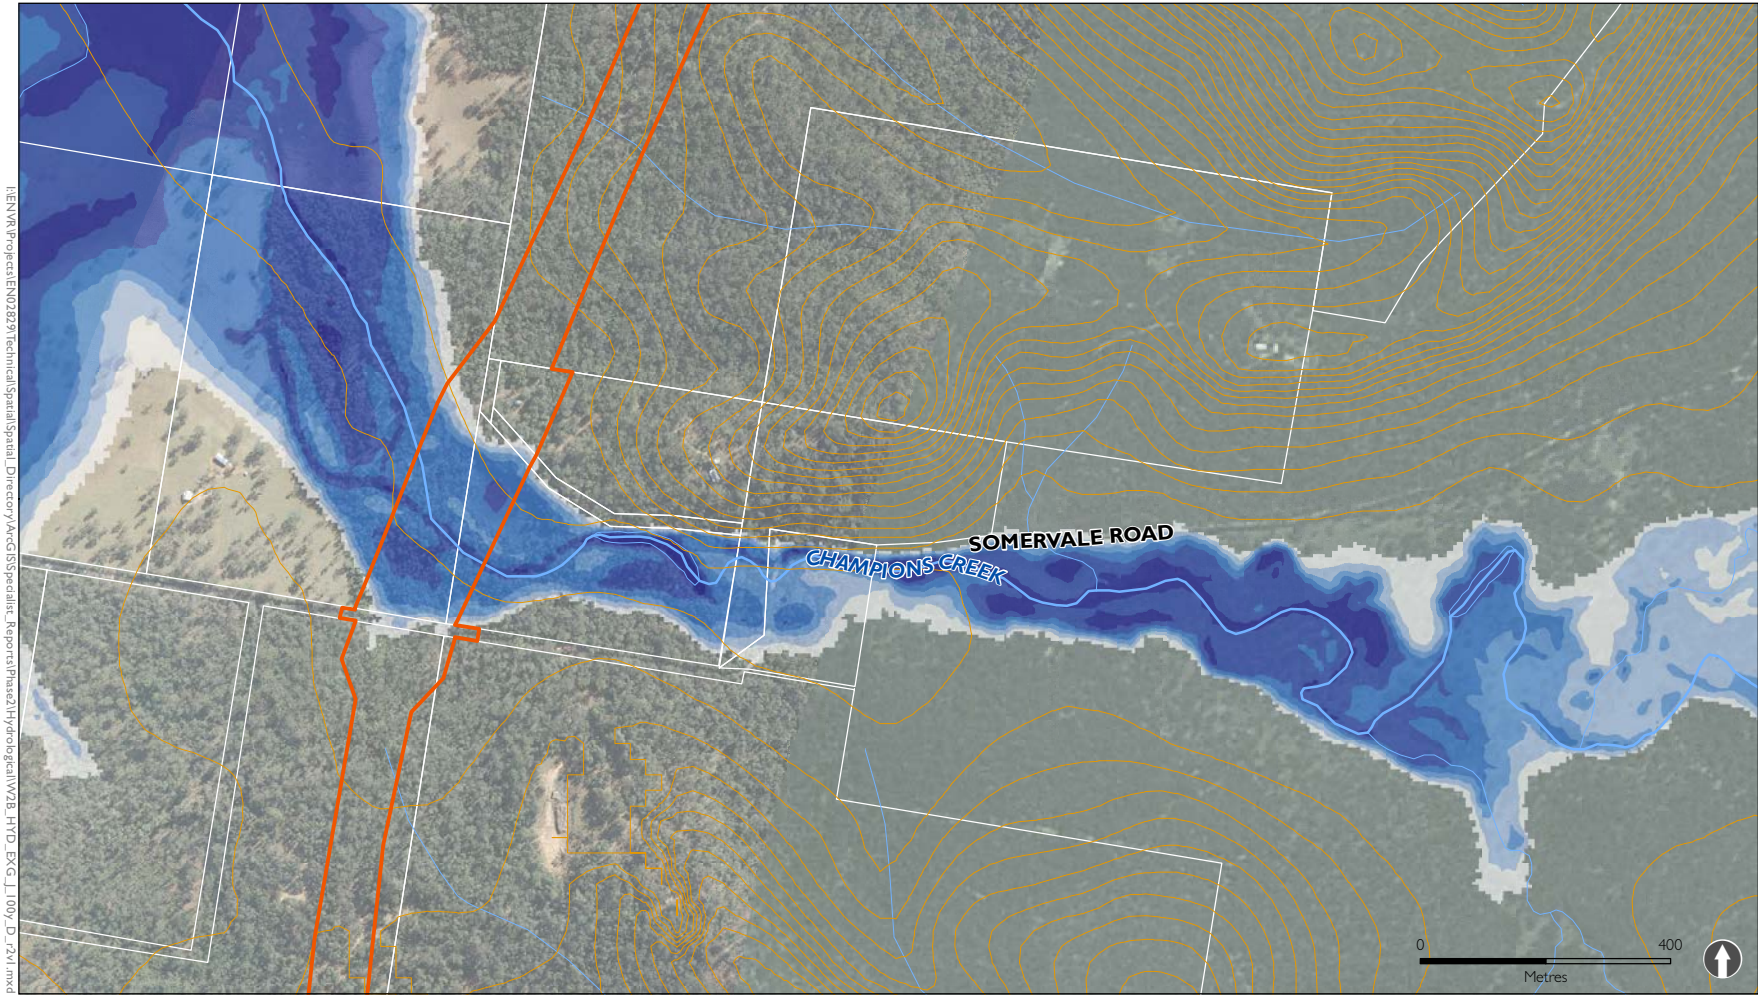 SOMERVALE ROAD
CHAMPIONS CREEK
0 400
Metres
I:\ENVR\Projects\EN02829\Technical\Spatial\Spatial_Directory\ArcGIS\Specialist_Reports\Phase2\Hydrological\W2B_HYD_EXG_J_100y_D_r2v1.mxd